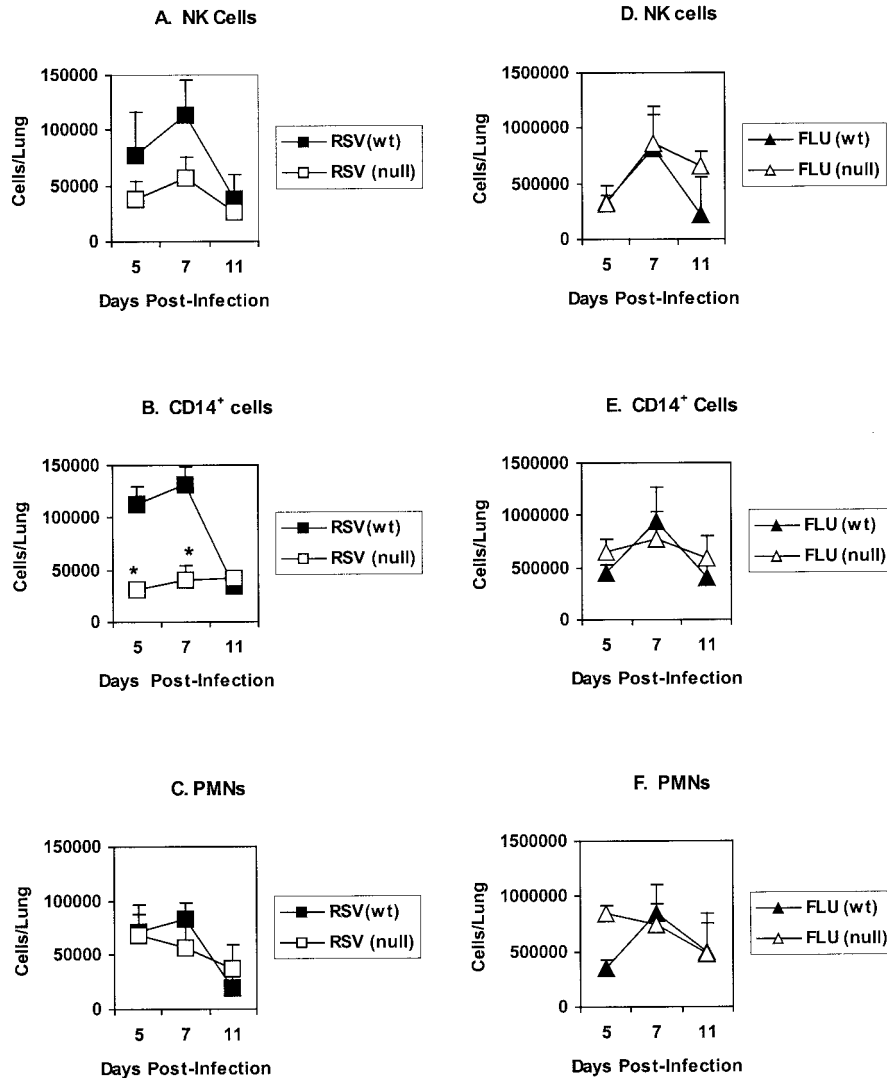 A. NK Cells
Cells/Lung
150000
100000
50000
0
5 7 11
Days Post-Infection
RSV(wt)
RSV (null)
D. NK cells
Cells/Lung
1500000
1000000
500000
0
5 7 11
Days Post-Infection
FLU (wt)
FLU (null)
B. CD14+ cells
Cells/Lung
150000
100000
50000
0
* *
5 7 11
Days Post-Infection
RSV(wt)
RSV (null)
E. CD14+ Cells
Cells/Lung
1500000
1000000
500000
0
5 7 11
Days Post-Infection
FLU (wt)
FLU (null)
C. PMNs
Cells/Lung
150000
100000
50000
0
5 7 11
Days Post-Infection
RSV(wt)
RSV (null)
F. PMNs
Cells/Lung
1500000
1000000
500000
0
5 7 11
Days Post-Infection
FLU (wt)
FLU (null)